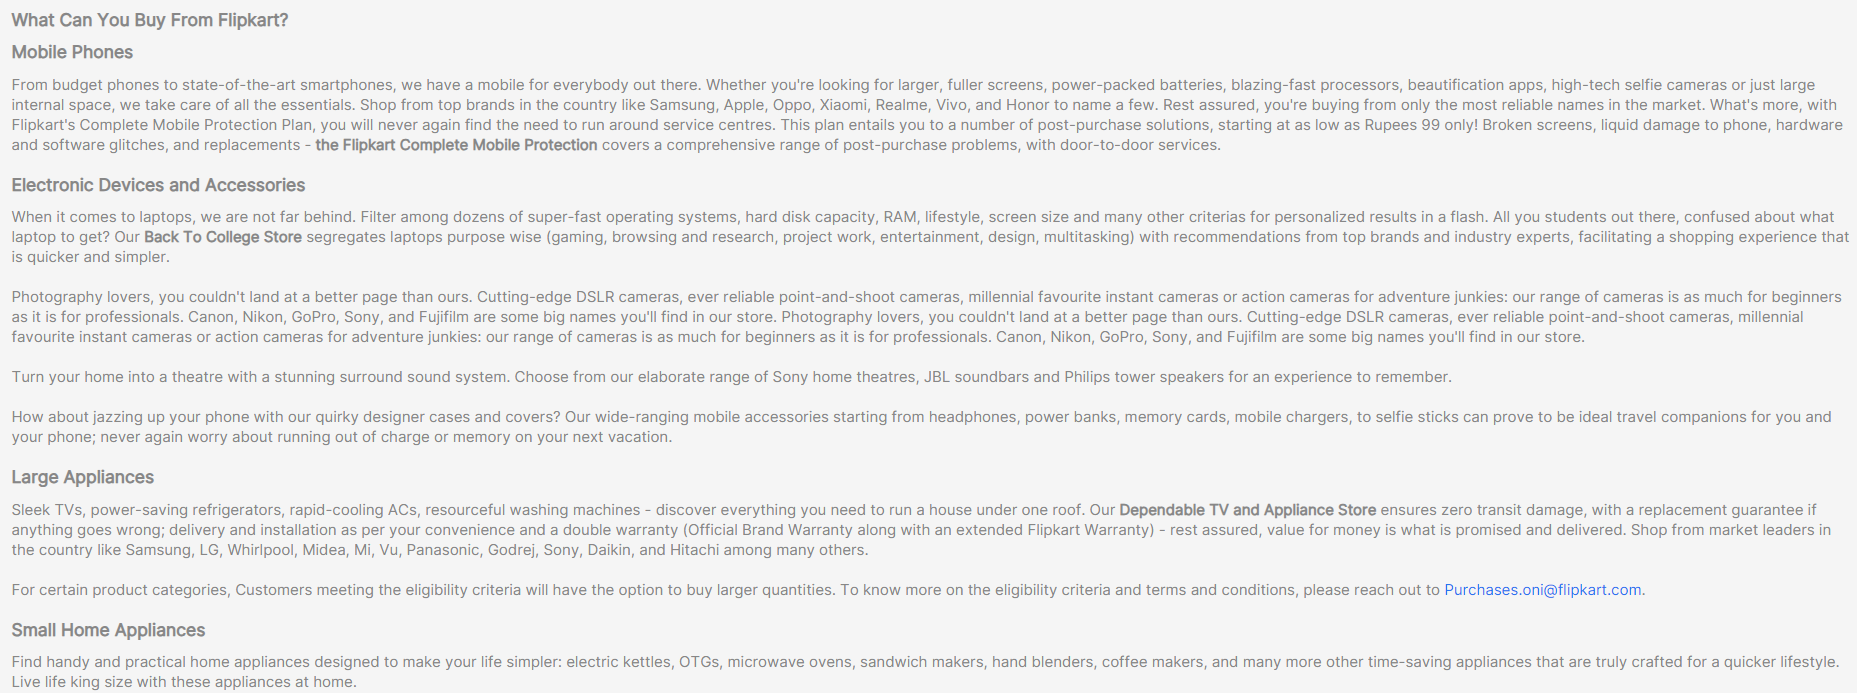 What Can You Buy From Flipkart?
Mobile Phones
From budget phones to state-of-the-art smartphones, we have a mobile for everybody out there. Whether you're looking for larger, fuller screens, power-packed batteries, blazing-fast processors, beautification apps, high-tech selfie cameras or just large
internal space, we take care of all the essentials. Shop from top brands in the country like Samsung, Apple, Oppo, Xiaomi, Realme, Vivo, and Honor to name a few. Rest assured, you're buying from only the most reliable names in the market. What's more, with
Flipkart's Complete Mobile Protection Plan, you will never again find the need to run around service centres. This plan entails you to a number of post-purchase solutions, starting at as low as Rupees 99 only! Broken screens, liquid damage to phone, hardware
and software glitches, and replacements - the Flipkart Complete Mobile Protection covers a comprehensive range of post-purchase problems, with door-to-door services.
Electronic Devices and Accessories
When it comes to laptops, we are not far behind. Filter among dozens of super-fast operating systems, hard disk capacity, RAM, lifestyle, screen size and many other criterias for personalized results in a flash. All you students out there, confused about what
laptop to get? Our Back To College Store segregates laptops purpose wise (gaming, browsing and research, project work, entertainment, design, multitasking) with recommendations from top brands and industry experts, facilitating a shopping experience that
is quicker and simpler.
Photography lovers, you couldn't land at a better page than ours. Cutting-edge DSLR cameras, ever reliable point-and-shoot cameras, millennial favourite instant cameras or action cameras for adventure junkies: our range of cameras is as much for beginners
as it is for professionals. Canon, Nikon, GoPro, Sony, and Fujifilm are some big names you'll find in our store. Photography lovers, you couldn't land at a better page than ours. Cutting-edge DSLR cameras, ever reliable point-and-shoot cameras, millennial
favourite instant cameras or action cameras for adventure junkies: our range of cameras is as much for beginners as it is for professionals. Canon, Nikon, GoPro, Sony, and Fujifilm are some big names you'll find in our store.
Turn your home into a theatre with a stunning surround sound system. Choose from our elaborate range of Sony home theatres, JBL soundbars and Philips tower speakers for an experience to remember.
How about jazzing up your phone with our quirky designer cases and covers? Our wide-ranging mobile accessories starting from headphones, power banks, memory cards, mobile chargers, to selfie sticks can prove to be ideal travel companions for you and
your phone; never again worry about running out of charge or memory on your next vacation.
Large Appliances
Sleek TVs, power-saving refrigerators, rapid-cooling ACs, resourceful washing machines - discover everything you need to run a house under one roof. Our Dependable TV and Appliance Store ensures zero transit damage, with a replacement guarantee if
anything goes wrong; delivery and installation as per your convenience and a double warranty (Official Brand Warranty along with an extended Flipkart Warranty) - rest assured, value for money is what is promised and delivered. Shop from market leaders in
the country like Samsung, LG, Whirlpool, Midea, Mi, Vu, Panasonic, Godrej, Sony, Daikin, and Hitachi among many others.
For certain product categories, Customers meeting the eligibility criteria will have the option to buy larger quantities. To know more on the eligibility criteria and terms and conditions, please reach out to Purchases.oni@flipkart.com.
Small Home Appliances
Find handy and practical home appliances designed to make your life simpler: electric kettles, OTGs, microwave ovens, sandwich makers, hand blenders, coffee makers, and many more other time-saving appliances that are truly crafted for a quicker lifestyle.
Live life king size with these appliances at home.